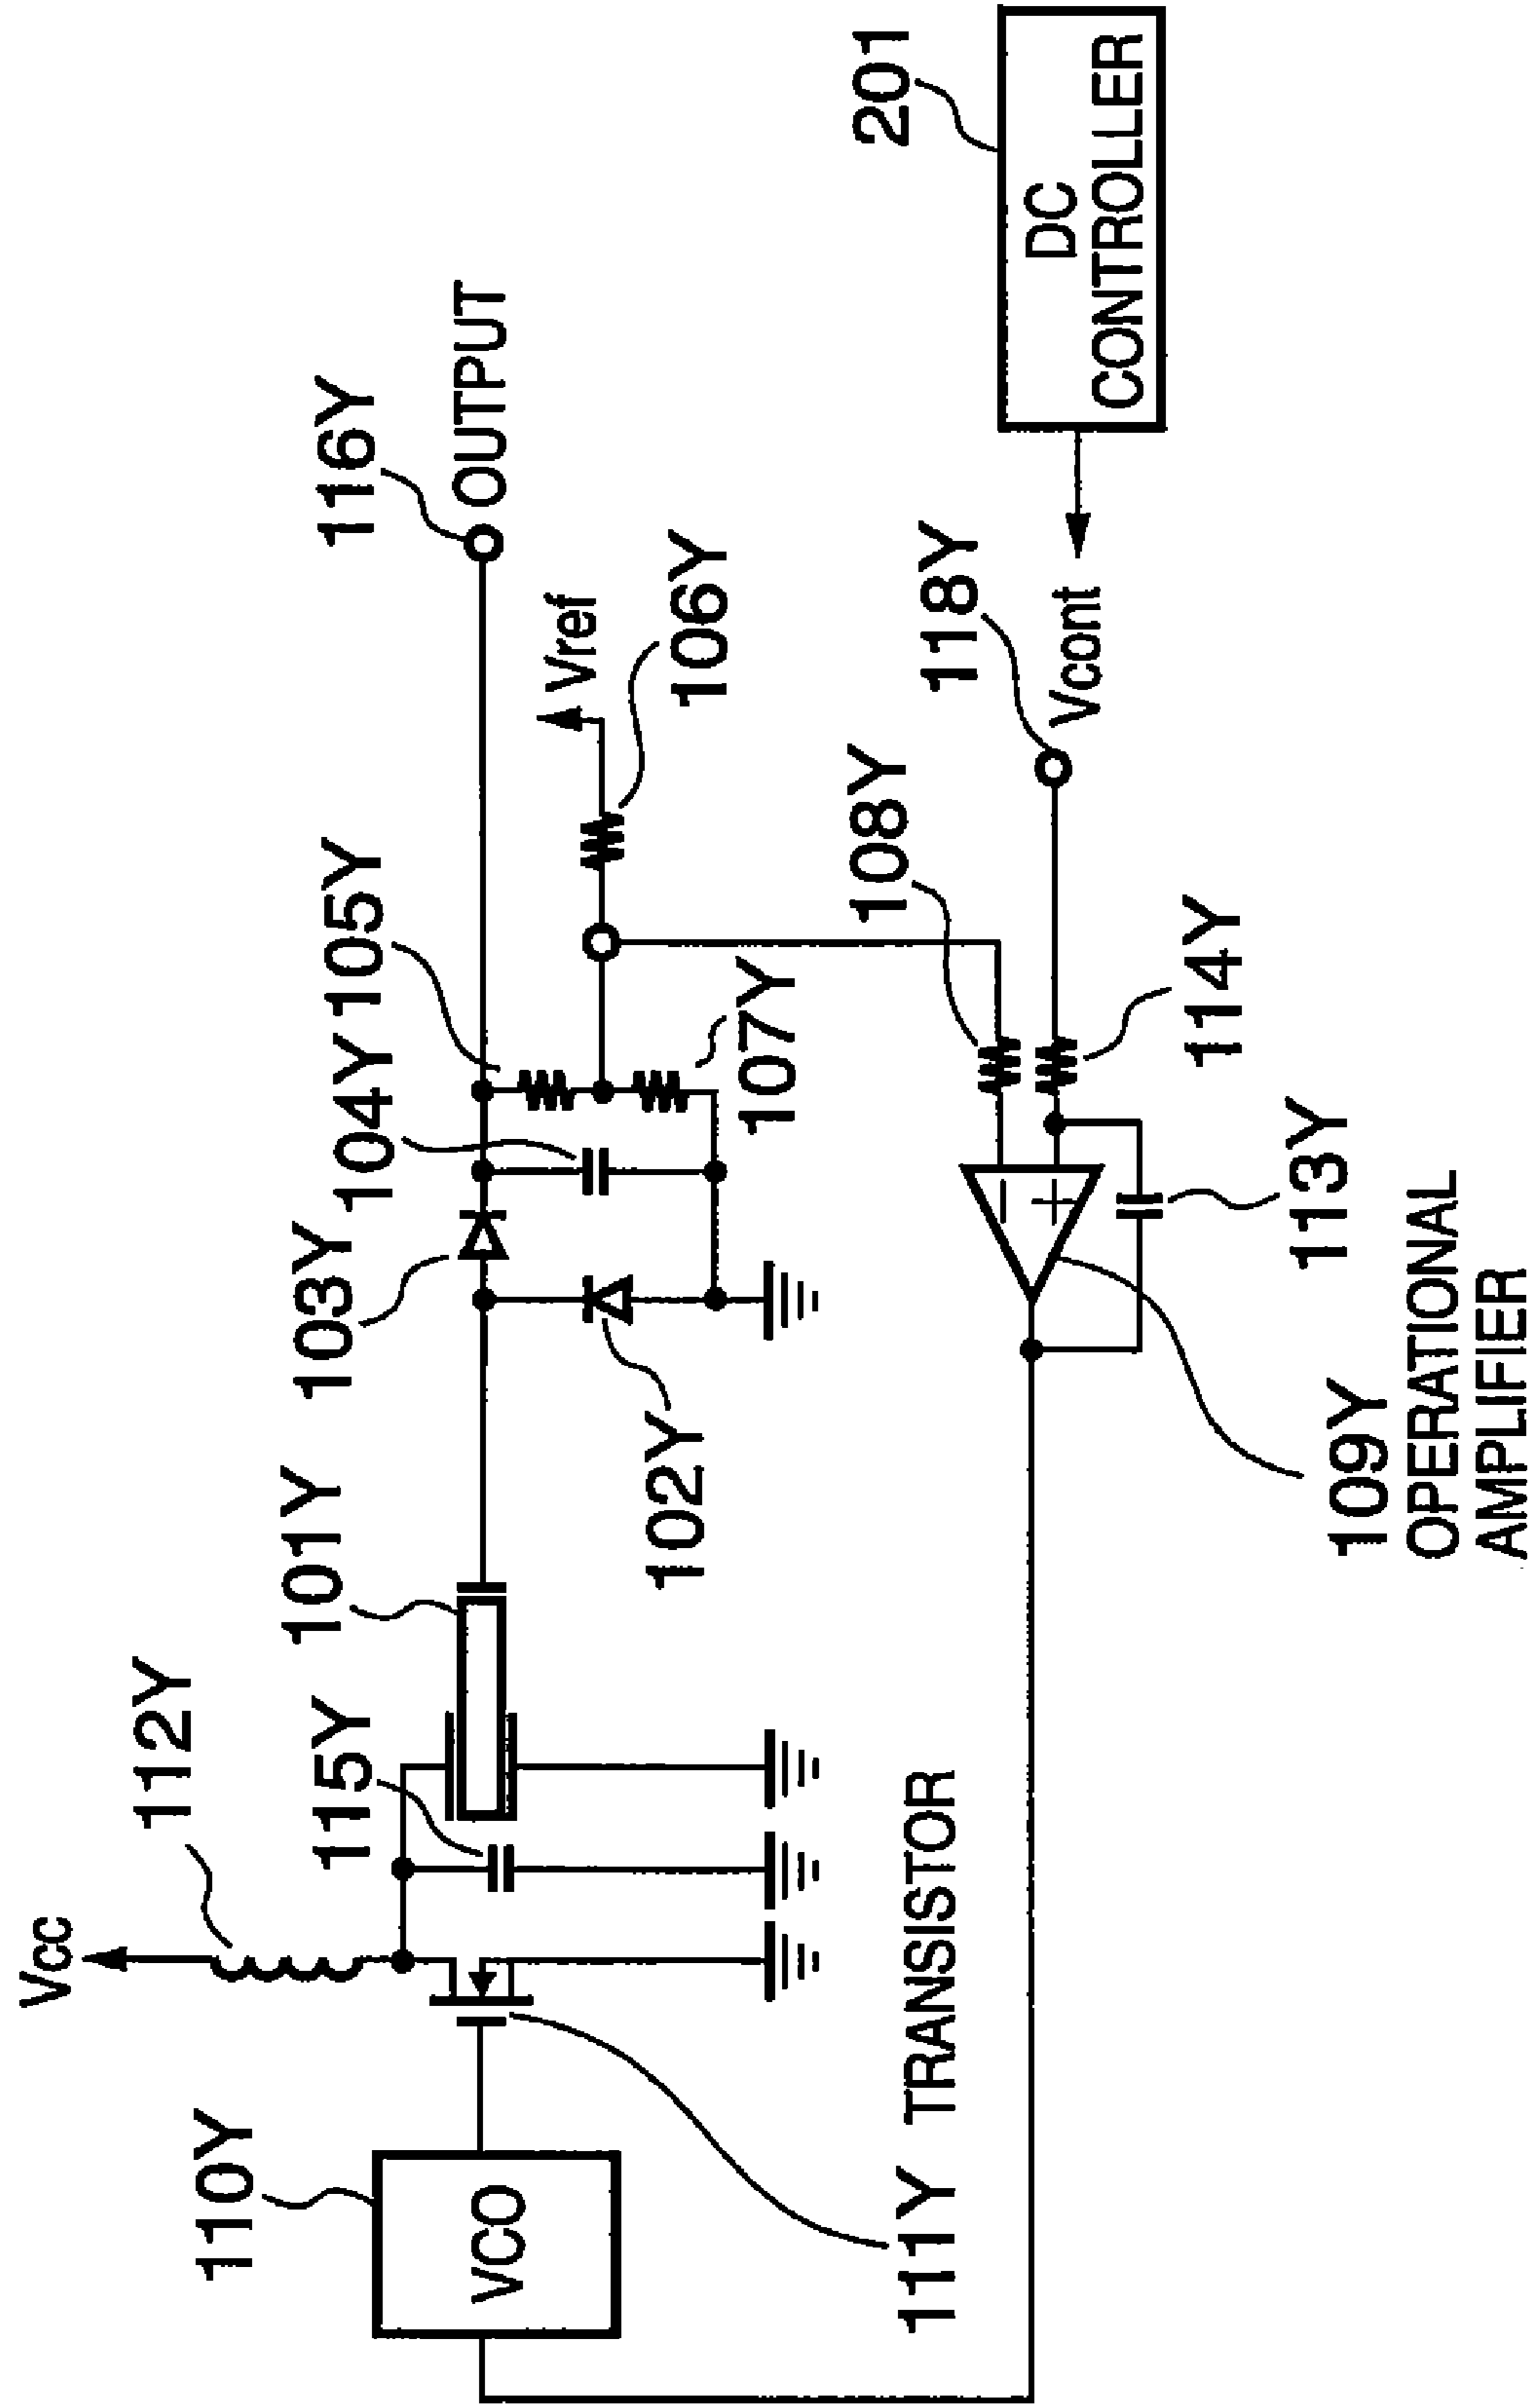 Vcc
112Y
110Y
VCO
115Y
101Y
103Y
104Y
105Y
116Y
OUTPUT
Vref
106Y
107Y
102Y
111Y TRANSISTOR
108Y
118Y
Vcont
201
DC
CONTROLLER
114Y
113Y
109Y
OPERATIONAL
AMPLIFIER